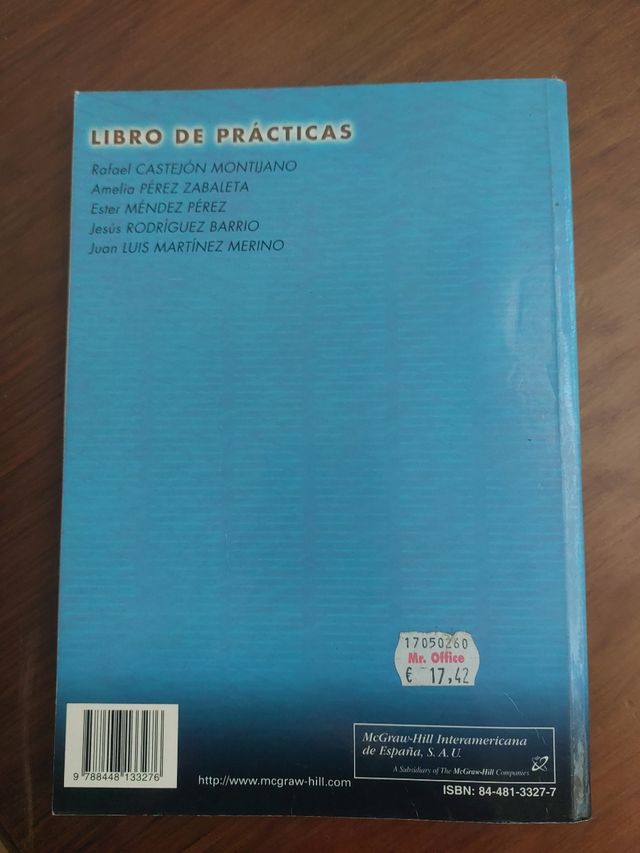 LIBRO DE PRÁCTICAS
Rafael CASTEJÓN MONTIJANO
Amelia PÉREZ ZABALETA
Ester MÉNDEZ PÉREZ
Jesús RODRÍGUEZ BARRIO
Juan LUIS MARTÍNEZ MERINO
17050260
Mr. Office
€ 17,42
9 788448 133276
http://www.mcgraw-hill.com
McGraw-Hill Interamericana
de España, S. A. U.
A Subsidiary of The McGraw-Hill Companies
ISBN: 84-481-3327-7